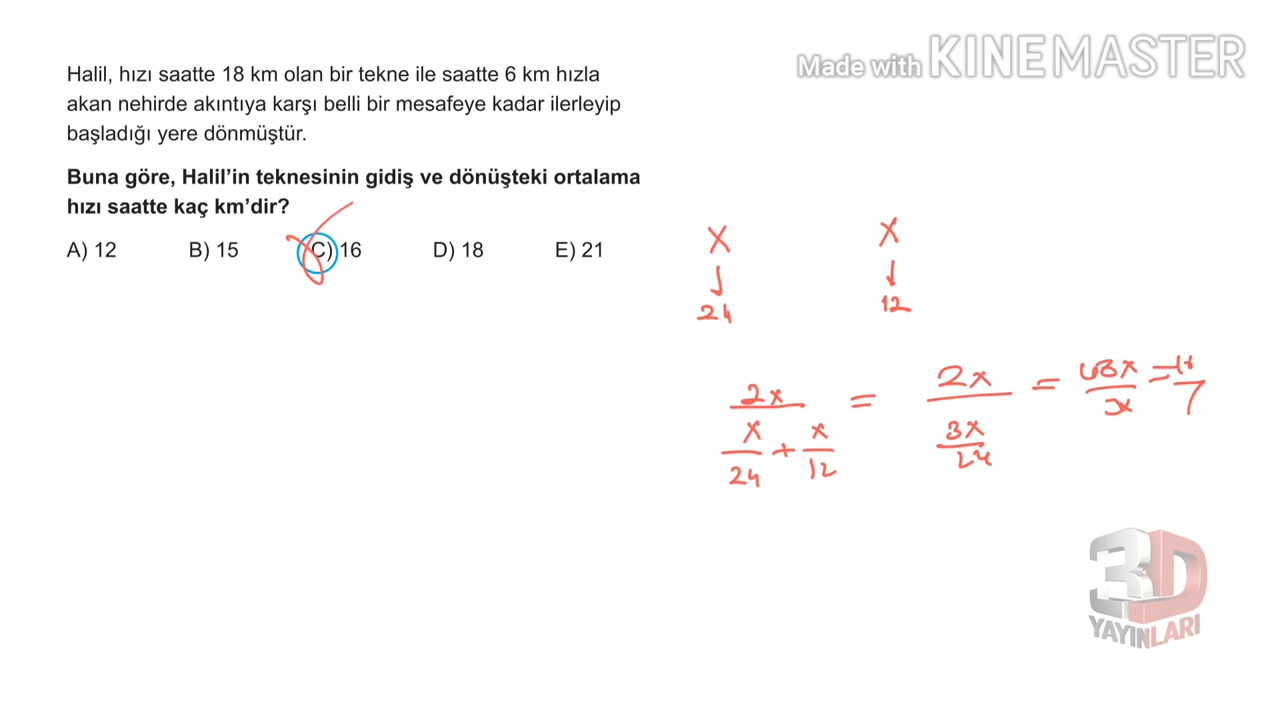 Made with KINEMASTER
Halil, hızı saatte 18 km olan bir tekne ile saatte 6 km hızla
akan nehirde akıntıya karşı belli bir mesafeye kadar ilerleyip
başladığı yere dönmüştür.
Buna göre, Halil'in teknesinin gidiş ve dönüşteki ortalama
hızı saatte kaç km'dir?
A) 12 B) 15 C) 16 D) 18 E) 21
x x
24 12
2x = 2x = 48x =
x/24 + x/12 3x/24
3D
YAYINLARI